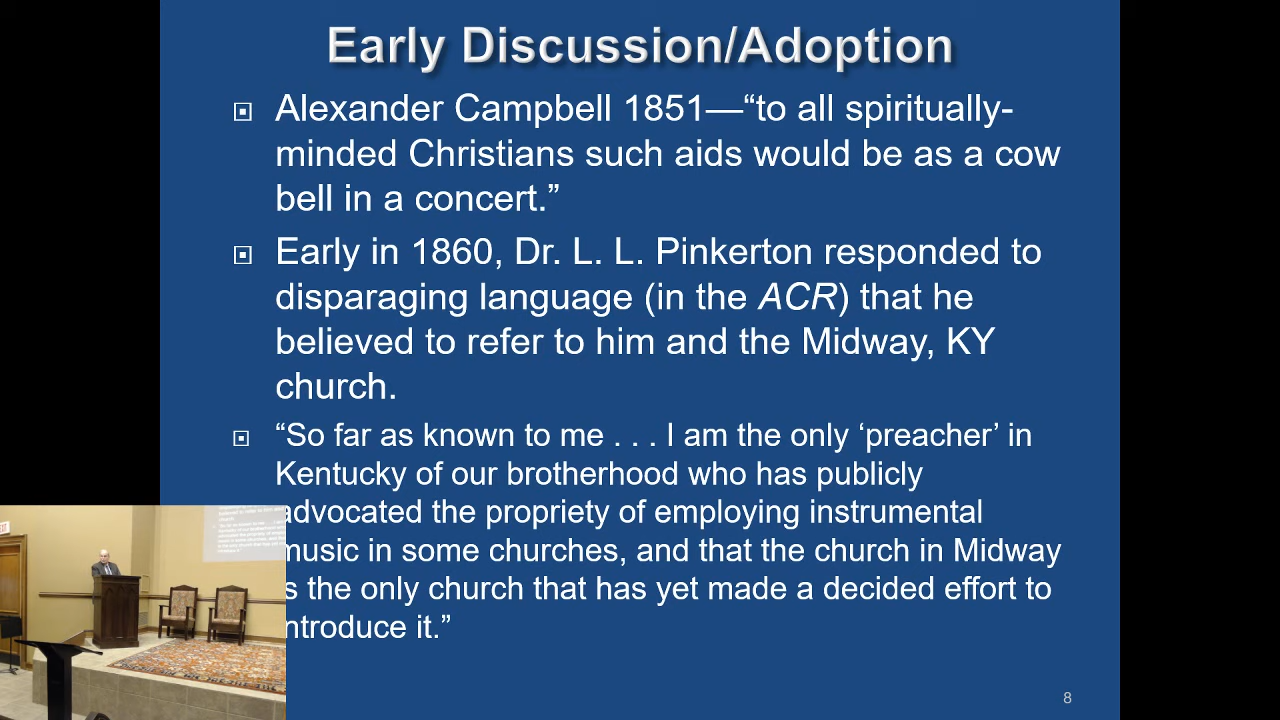 Early Discussion/Adoption
Alexander Campbell 1851—“to all spiritually-
minded Christians such aids would be as a cow
bell in a concert.”
Early in 1860, Dr. L. L. Pinkerton responded to
disparaging language (in the ACR) that he
believed to refer to him and the Midway, KY
church.
“So far as known to me . . . I am the only ‘preacher’ in
Kentucky of our brotherhood who has publicly
advocated the propriety of employing instrumental
music in some churches, and that the church in Midway
is the only church that has yet made a decided effort to
introduce it.”
8